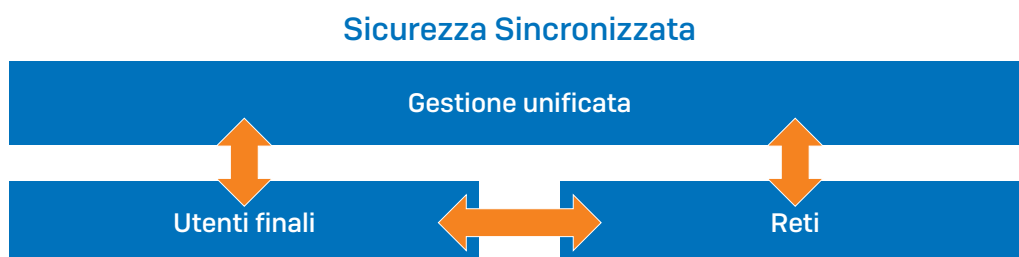 Sicurezza Sincronizzata
Gestione unificata
Utenti finali
Reti